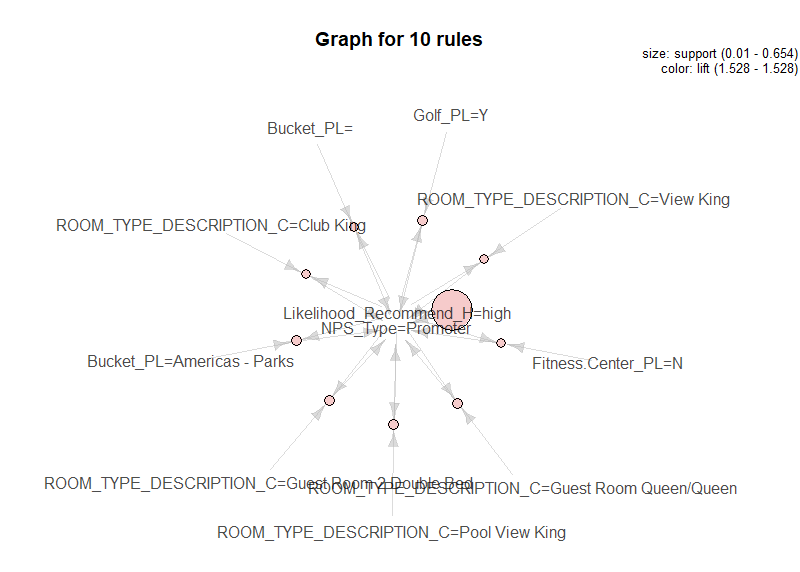 Graph for 10 rules
size: support (0.01 - 0.654)
color: lift (1.528 - 1.528)
Golf_PL=Y
Bucket_PL=
ROOM_TYPE_DESCRIPTION_C=View King
ROOM_TYPE_DESCRIPTION_C=Club King
Likelihood_Recommend_H=high
NPS_Type=Promoter
Bucket_PL=Americas - Parks
Fitness.Center_PL=N
ROOM_TYPE_DESCRIPTION_C=Guest Room 2 Double Bed
ROOM_TYPE_DESCRIPTION_C=Guest Room Queen/Queen
ROOM_TYPE_DESCRIPTION_C=Pool View King